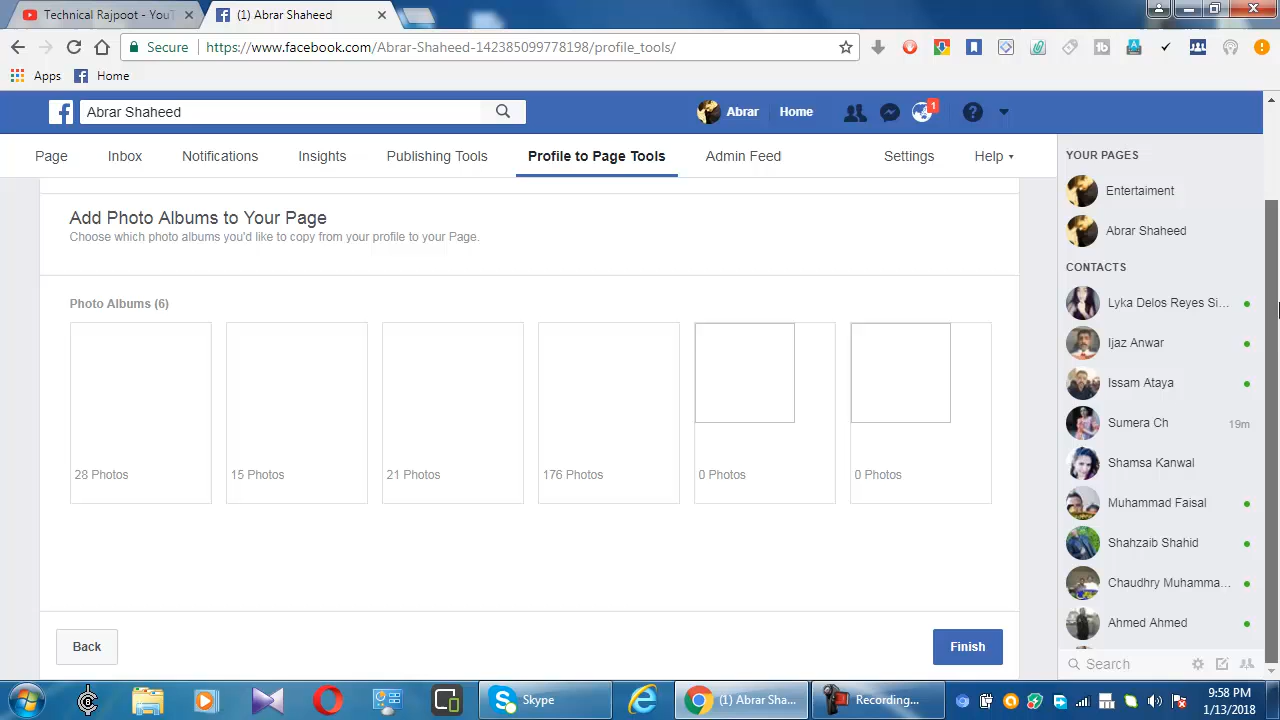 Technical Rajpoot - YouT
(1) Abrar Shaheed
Secure
https://www.facebook.com/Abrar-Shaheed-142385099778198/profile_tools/
Apps
Home
Abrar Shaheed
Abrar
Home
1
Page
Inbox
Notifications
Insights
Publishing Tools
Profile to Page Tools
Admin Feed
Settings
Help
Add Photo Albums to Your Page
Choose which photo albums you'd like to copy from your profile to your Page.
Photo Albums (6)
28 Photos
15 Photos
21 Photos
176 Photos
0 Photos
0 Photos
Back
Finish
YOUR PAGES
Entertaiment
Abrar Shaheed
CONTACTS
Lyka Delos Reyes Si...
Ijaz Anwar
Issam Ataya
Sumera Ch
19m
Shamsa Kanwal
Muhammad Faisal
Shahzaib Shahid
Chaudhry Muhamma...
Ahmed Ahmed
Search
Skype
(1) Abrar Sha...
Recording...
9:58 PM
1/13/2018